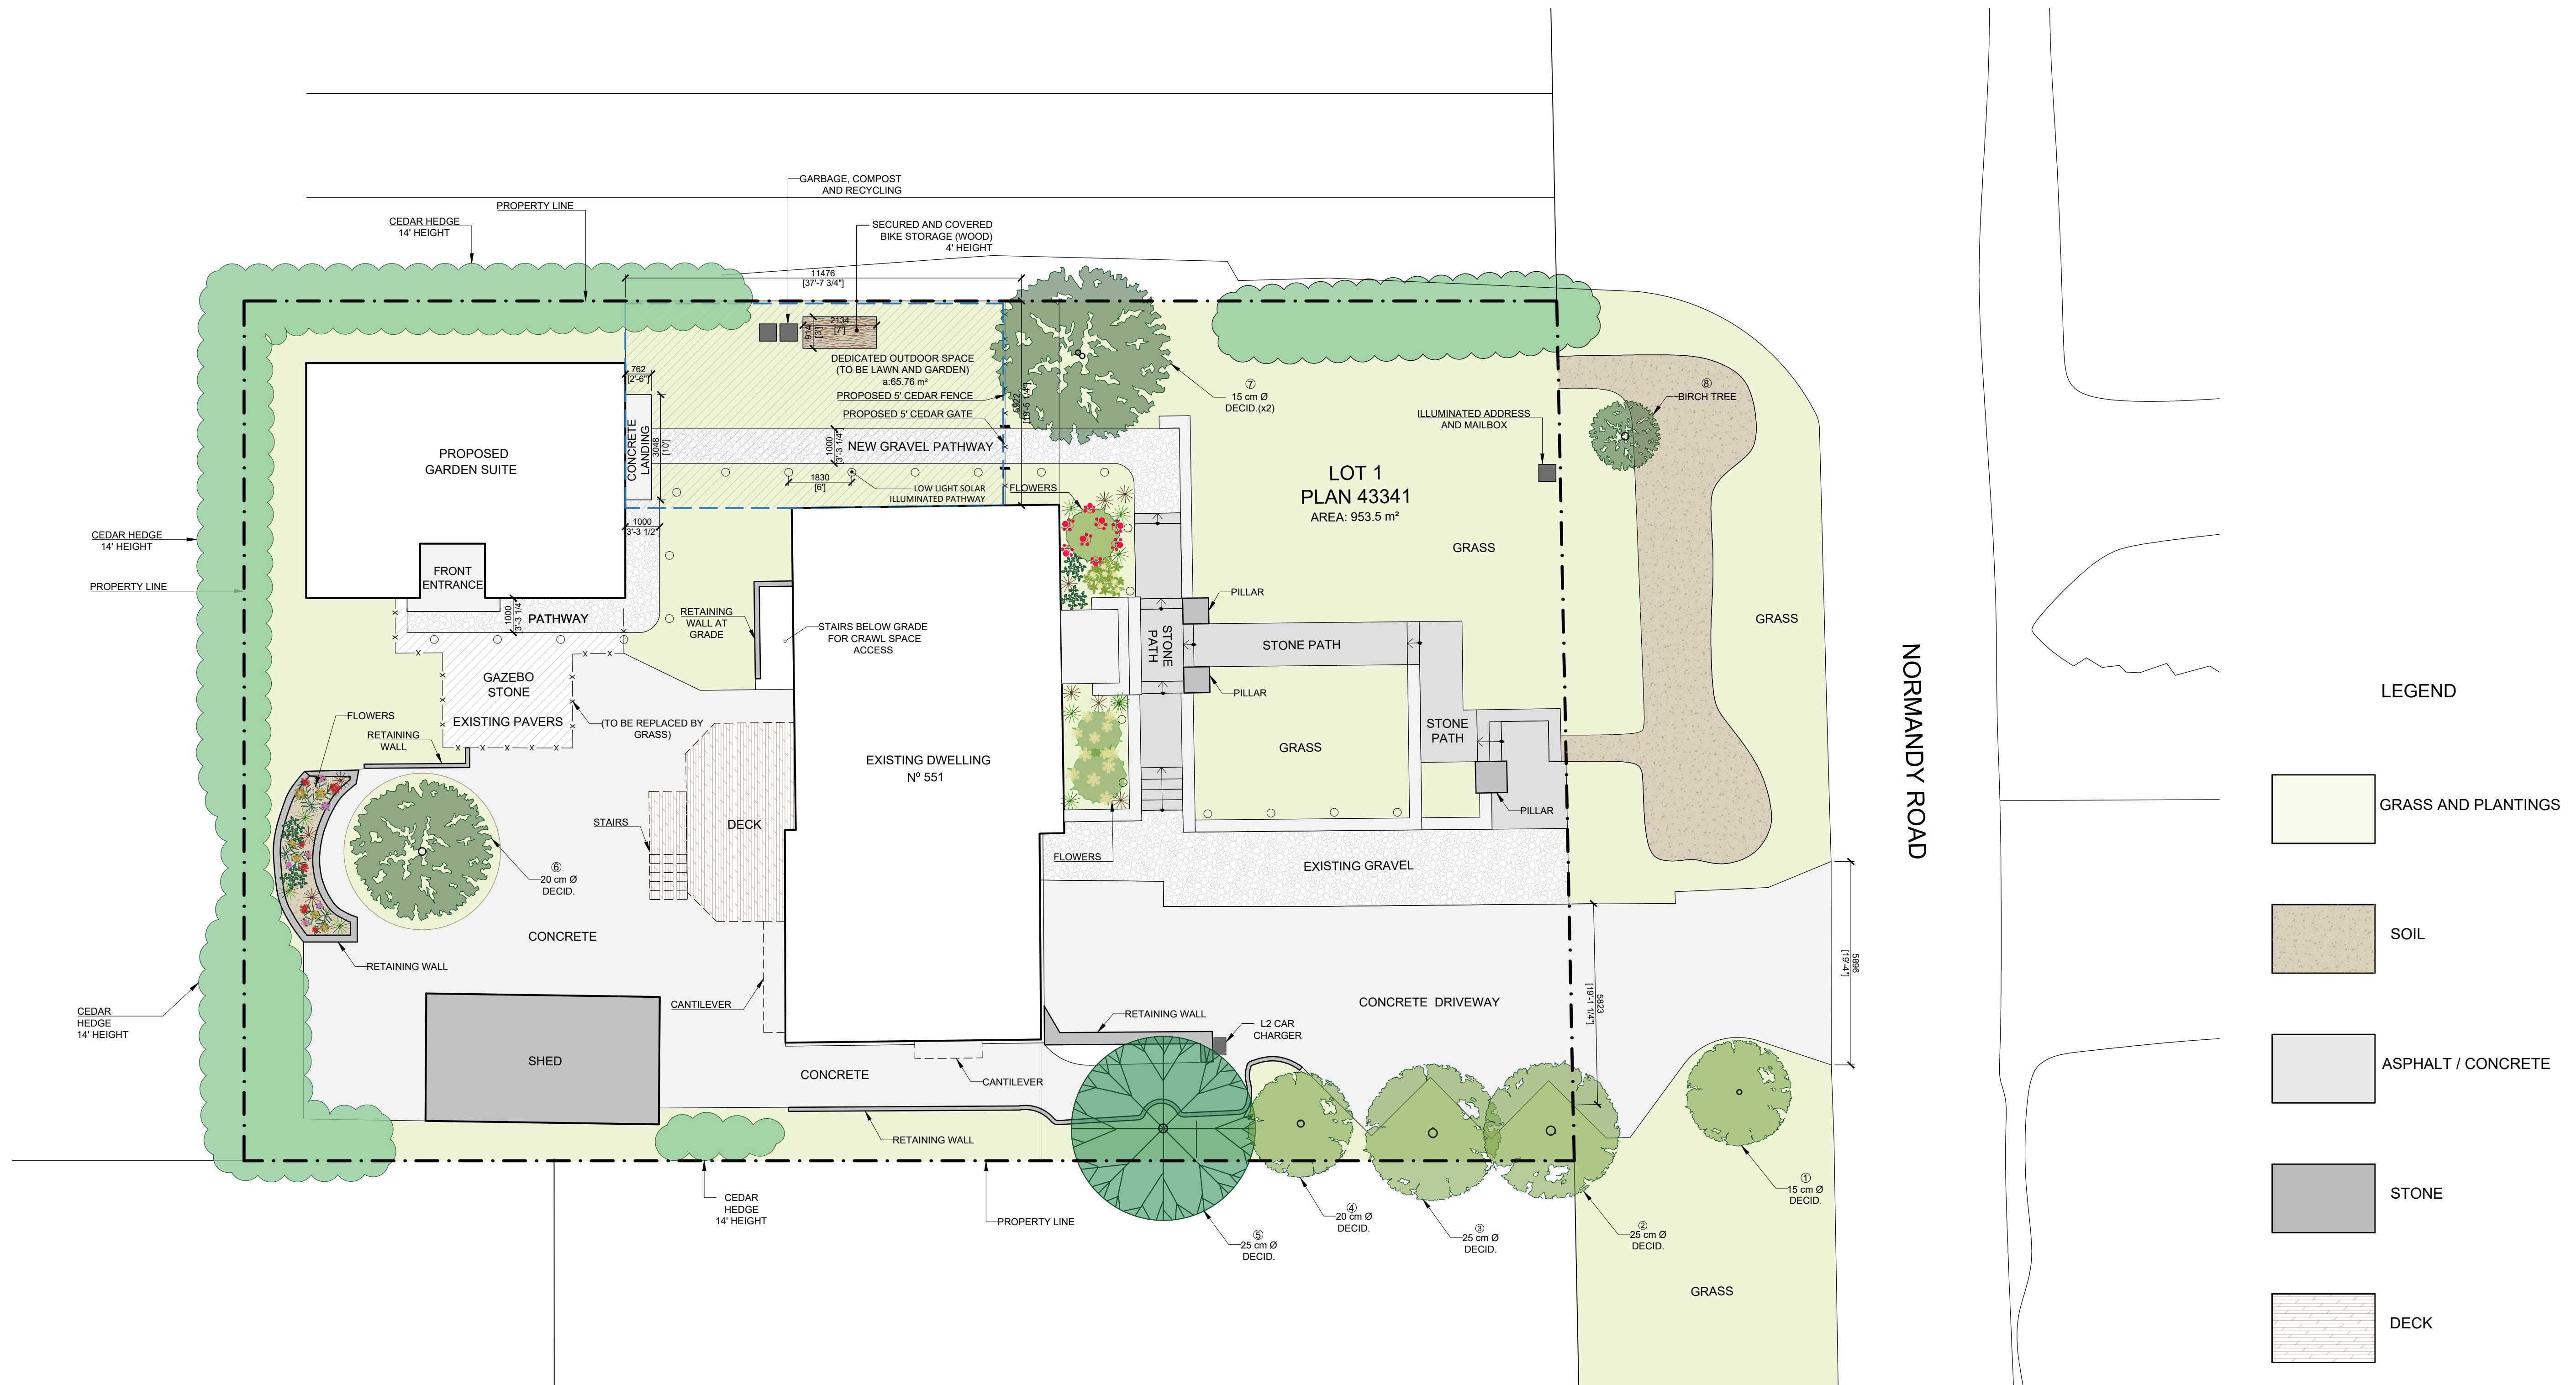 GARBAGE, COMPOST
AND RECYCLING
PROPERTY LINE
CEDAR HEDGE
14' HEIGHT
SECURED AND COVERED
BIKE STORAGE (WOOD)
4' HEIGHT
11476
[37'-7 3/4"]
2134
[7']
914
[3']
DEDICATED OUTDOOR SPACE
(TO BE LAWN AND GARDEN)
a:65.76 m²
762
[2'-6"]
PROPOSED 5' CEDAR FENCE
5922
[19'-5 1/4"]
PROPOSED 5' CEDAR GATE
⑦
15 cm Ø
DECID.(x2)
⑧
BIRCH TREE
ILLUMINATED ADDRESS
AND MAILBOX
CONCRETE
LANDING
3048
[10']
1000
3'-3 1/4"
NEW GRAVEL PATHWAY
PROPOSED
GARDEN SUITE
LOT 1
PLAN 43341
AREA: 953.5 m²
1830
[6']
LOW LIGHT SOLAR
ILLUMINATED PATHWAY
FLOWERS
1000
3'-3 1/2"
CEDAR HEDGE
14' HEIGHT
GRASS
FRONT
ENTRANCE
PROPERTY LINE
PILLAR
1000
3'-3 1/4"
PATHWAY
RETAINING
WALL AT
GRADE
STAIRS BELOW GRADE
FOR CRAWL SPACE
ACCESS
STONE
PATH
STONE PATH
GRASS
GAZEBO
STONE
PILLAR
EXISTING PAVERS
(TO BE REPLACED BY
GRASS)
FLOWERS
RETAINING
WALL
STONE
PATH
GRASS
EXISTING DWELLING
Nº 551
NORMANDY ROAD
PILLAR
STAIRS
DECK
⑥
20 cm Ø
DECID.
FLOWERS
EXISTING GRAVEL
CONCRETE
RETAINING WALL
5896
[19'-4"]
5823
[19'-1 1/4"]
CANTILEVER
CONCRETE DRIVEWAY
CEDAR
HEDGE
14' HEIGHT
RETAINING WALL
L2 CAR
CHARGER
SHED
CONCRETE
CANTILEVER
RETAINING WALL
CEDAR
HEDGE
14' HEIGHT
PROPERTY LINE
⑤
25 cm Ø
DECID.
④
20 cm Ø
DECID.
③
25 cm Ø
DECID.
②
25 cm Ø
DECID.
①
15 cm Ø
DECID.
GRASS
LEGEND
GRASS AND PLANTINGS
SOIL
ASPHALT / CONCRETE
STONE
DECK